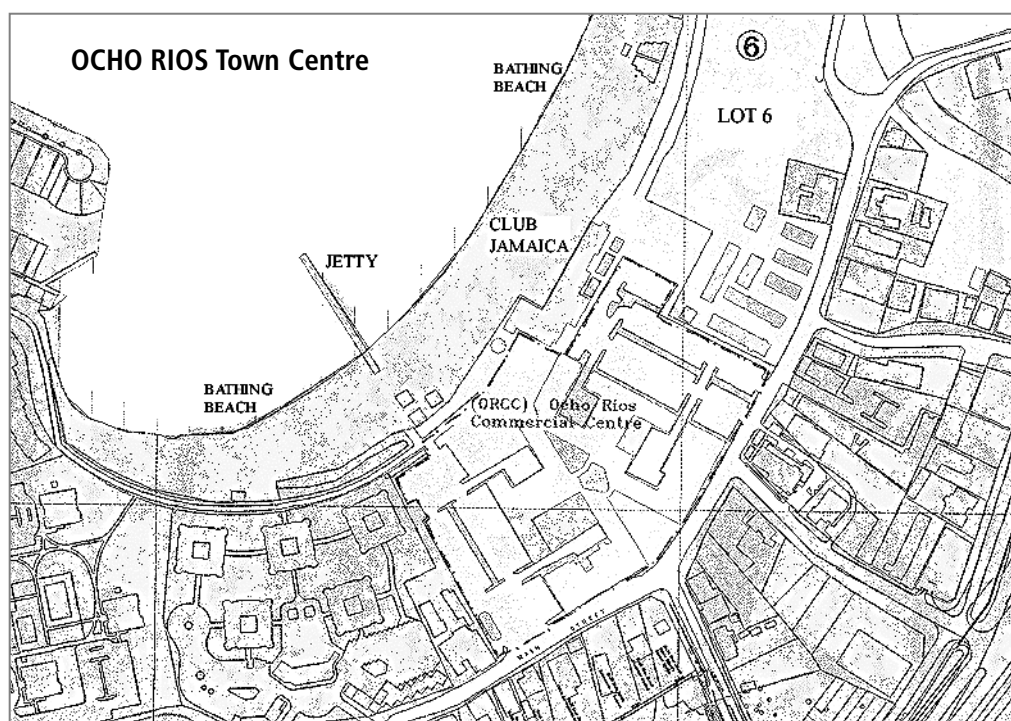 OCHO RIOS Town Centre
BATHING
BEACH
6
LOT 6
CLUB
JAMAICA
JETTY
BATHING
BEACH
(ORCC) Ocho Rios
Commercial Centre
MAIN STREET